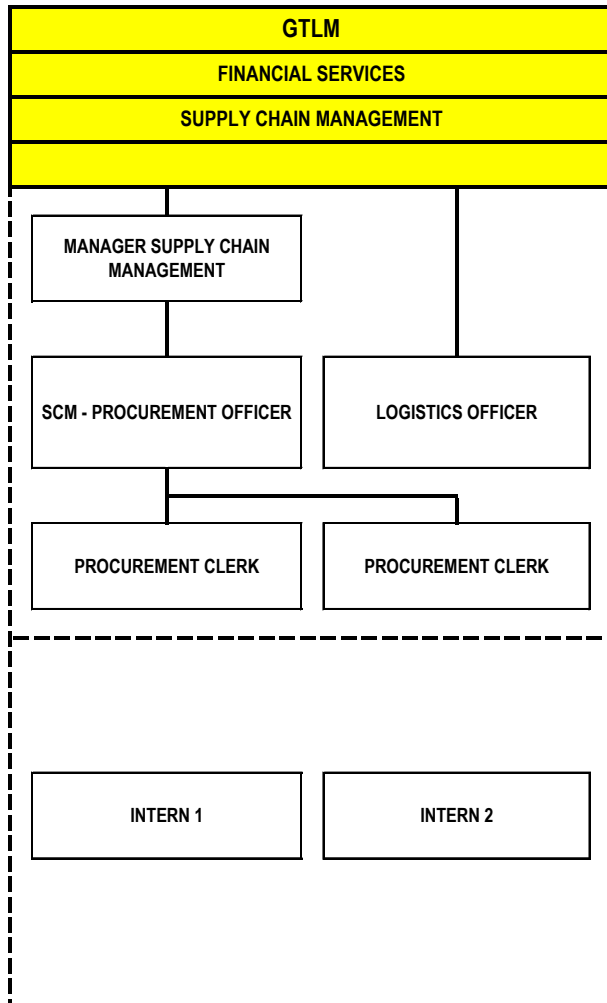 GTLM
FINANCIAL SERVICES
SUPPLY CHAIN MANAGEMENT
MANAGER SUPPLY CHAIN
MANAGEMENT
SCM - PROCUREMENT OFFICER
LOGISTICS OFFICER
PROCUREMENT CLERK
PROCUREMENT CLERK
INTERN 1
INTERN 2